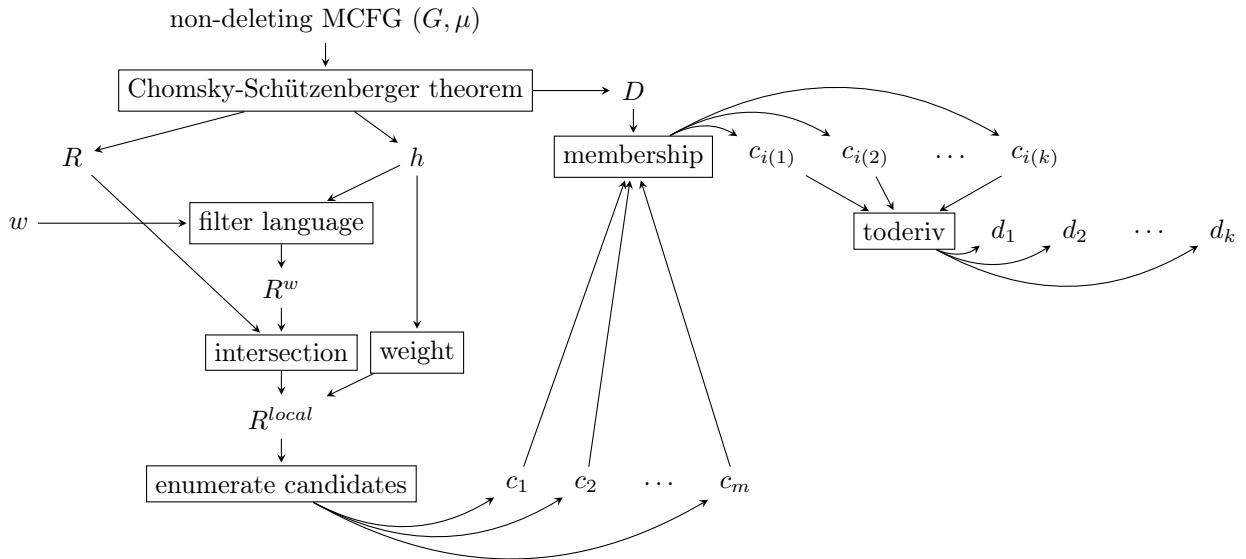 non-deleting MCFG (G, μ)
Chomsky-Schützenberger theorem
D
R
h
membership
c_{i(1)} c_{i(2)} ⋯ c_{i(k)}
w
filter language
toderiv
d_1 d_2 ⋯ d_k
R^w
intersection
weight
R^{local}
enumerate candidates
c_1 c_2 ⋯ c_m